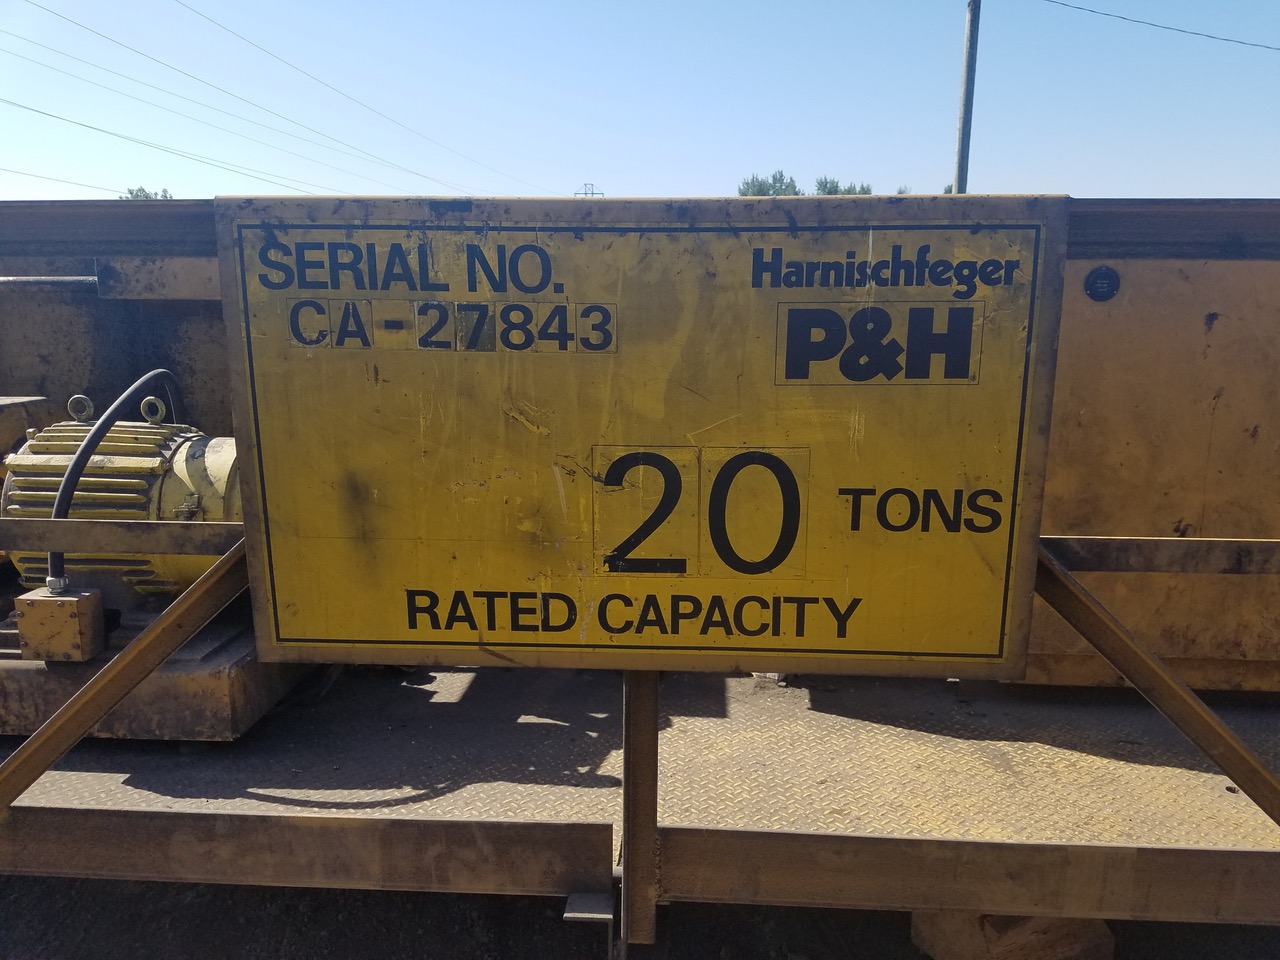 SERIAL NO.
CA-27843
Harnischfeger
P&H
20 TONS
RATED CAPACITY